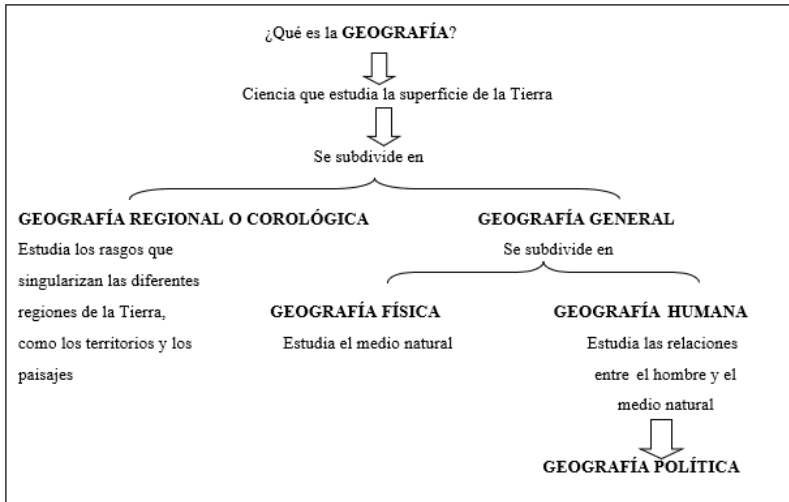 ¿Qué es la GEOGRAFÍA?
Ciencia que estudia la superficie de la Tierra
Se subdivide en
GEOGRAFÍA REGIONAL O COROLÓGICA
Estudia los rasgos que
singularizan las diferentes
regiones de la Tierra,
como los territorios y los
paisajes
GEOGRAFÍA GENERAL
Se subdivide en
GEOGRAFÍA FÍSICA
Estudia el medio natural
GEOGRAFÍA HUMANA
Estudia las relaciones
entre el hombre y el
medio natural
GEOGRAFÍA POLÍTICA